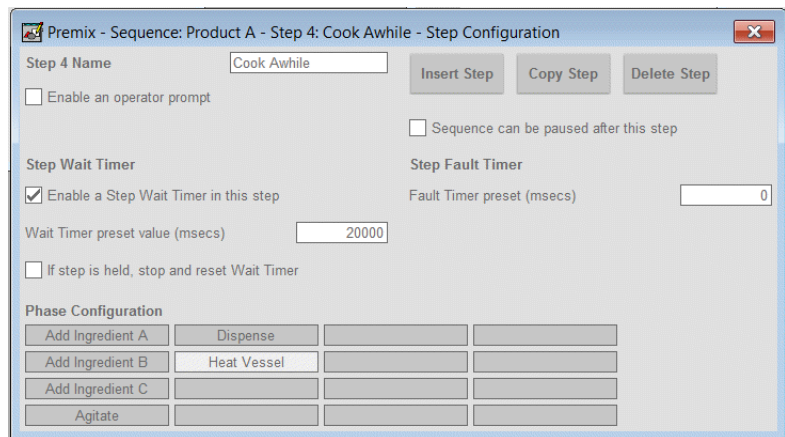 Premix - Sequence: Product A - Step 4: Cook Awhile - Step Configuration
Step 4 Name
Cook Awhile
Insert Step
Copy Step
Delete Step
Enable an operator prompt
Sequence can be paused after this step
Step Wait Timer
Step Fault Timer
Enable a Step Wait Timer in this step
Fault Timer preset (msecs)
0
Wait Timer preset value (msecs)
20000
If step is held, stop and reset Wait Timer
Phase Configuration
Add Ingredient A
Dispense
Add Ingredient B
Heat Vessel
Add Ingredient C
Agitate